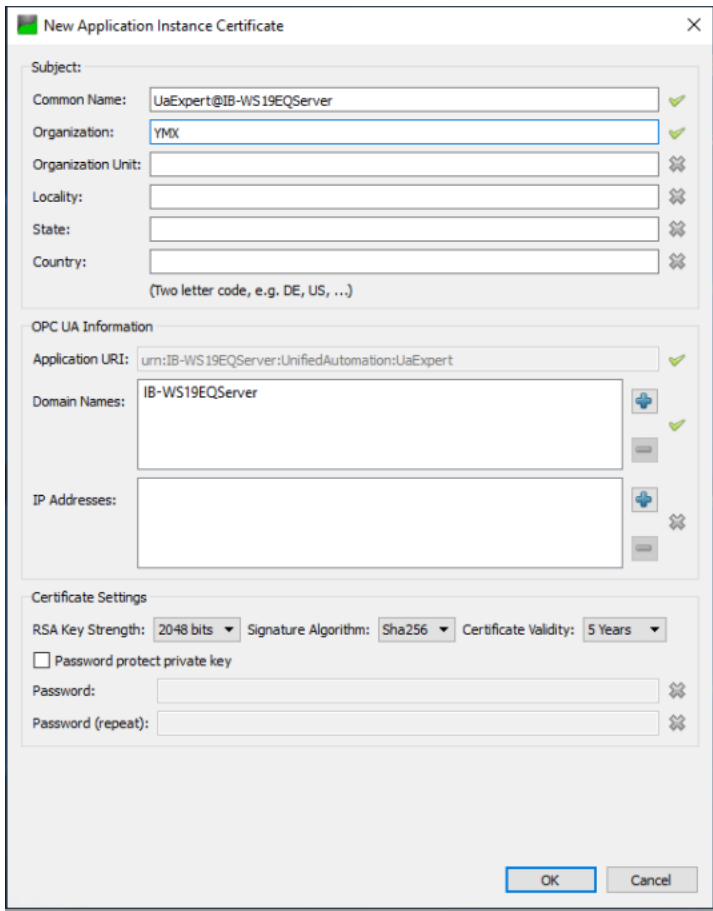 New Application Instance Certificate
Subject:
Common Name: UaExpert@IB-WS19EQServer
Organization: YMX
Organization Unit:
Locality:
State:
Country:
(Two letter code, e.g. DE, US, ...)
OPC UA Information
Application URI: urn:IB-WS19EQServer:UnifiedAutomation:UaExpert
Domain Names: IB-WS19EQServer
IP Addresses:
Certificate Settings
RSA Key Strength: 2048 bits Signature Algorithm: Sha256 Certificate Validity: 5 Years
Password protect private key
Password:
Password (repeat):
OK Cancel